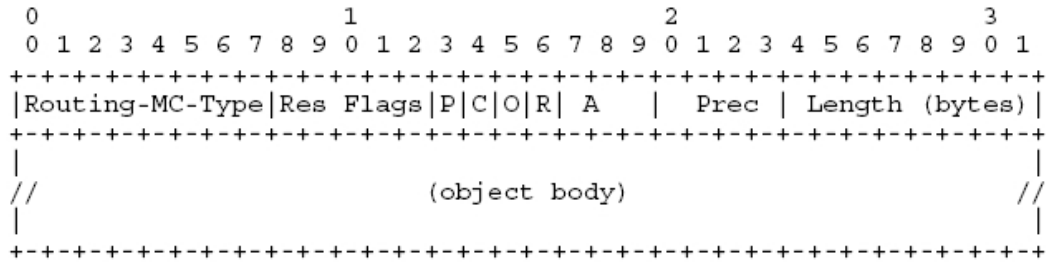 0                   1                   2                   3
 0 1 2 3 4 5 6 7 8 9 0 1 2 3 4 5 6 7 8 9 0 1 2 3 4 5 6 7 8 9 0 1
+-+-+-+-+-+-+-+-+-+-+-+-+-+-+-+-+-+-+-+-+-+-+-+-+-+-+-+-+-+-+-+-+
|Routing-MC-Type|Res Flags|P|C|O|R| A   |  Prec | Length (bytes)|
+-+-+-+-+-+-+-+-+-+-+-+-+-+-+-+-+-+-+-+-+-+-+-+-+-+-+-+-+-+-+-+-+
|                                                               |
//                         (object body)                       //
|                                                               |
+-+-+-+-+-+-+-+-+-+-+-+-+-+-+-+-+-+-+-+-+-+-+-+-+-+-+-+-+-+-+-+-+